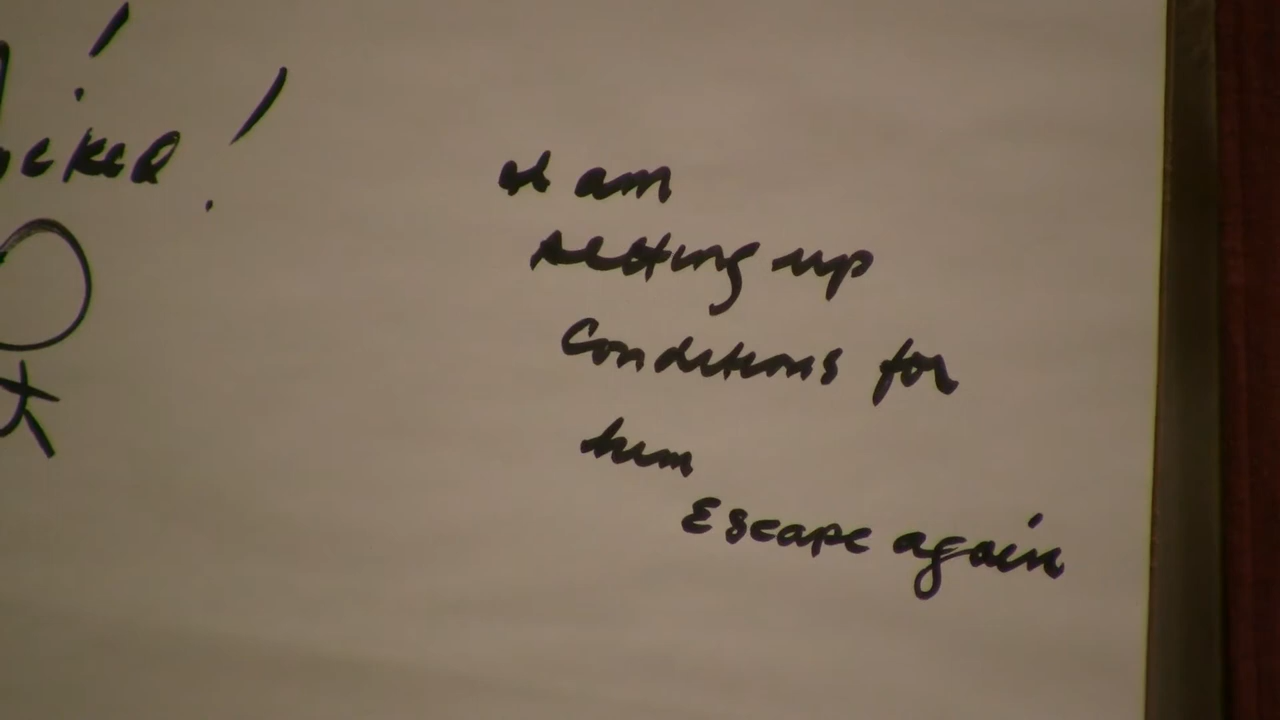 I am
setting up
Conditions for
him
Escape again